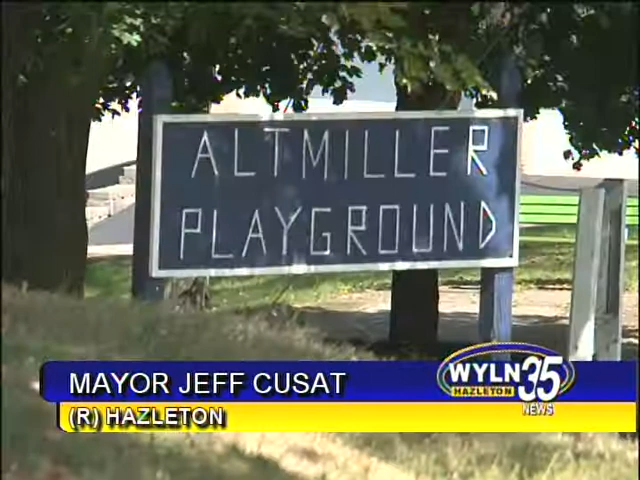 ALTMILLER
PLAYGROUND
MAYOR JEFF CUSAT
(R) HAZLETON
WYLN 35
HAZLETON
NEWS